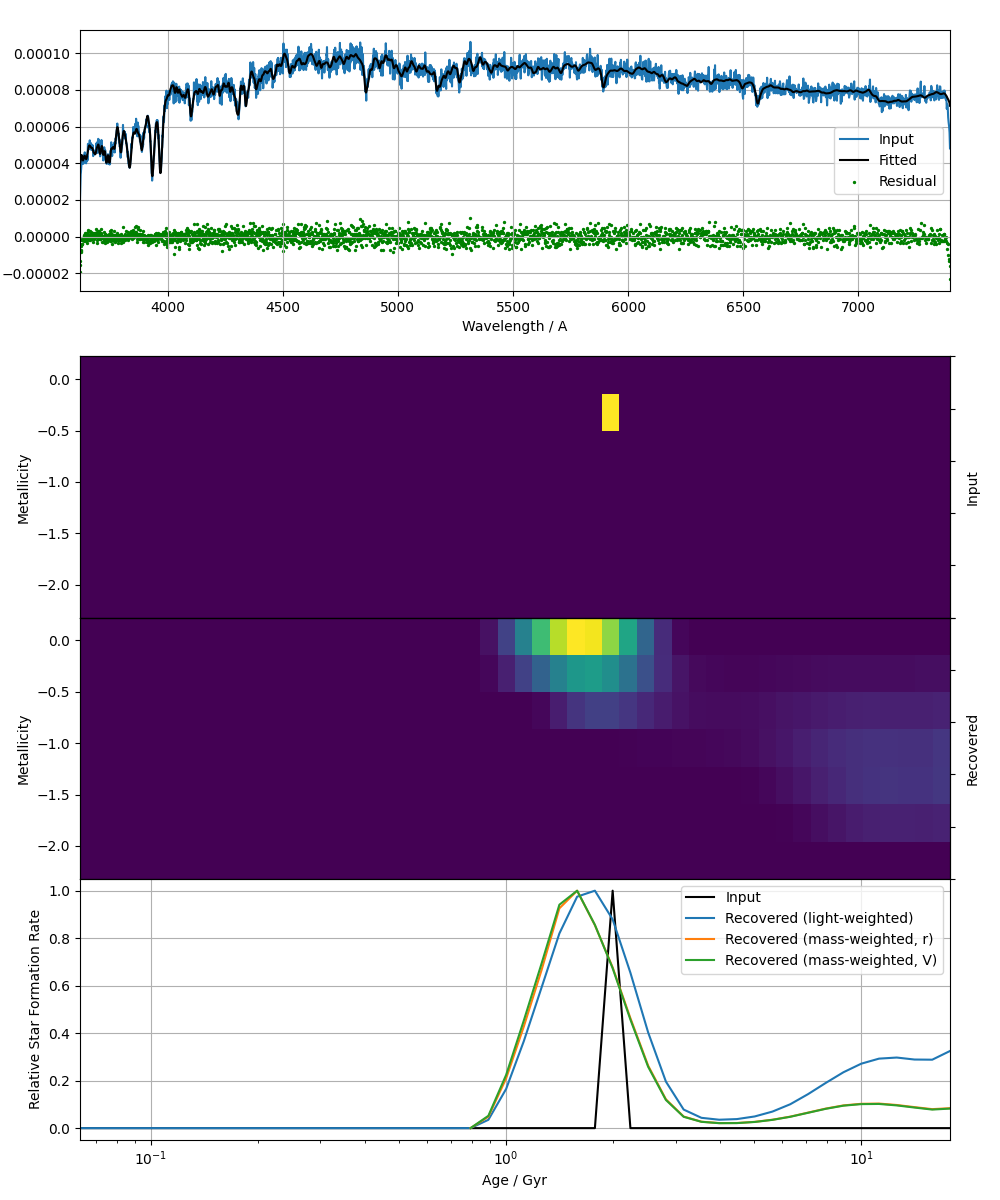 0.00010
0.00008
0.00006
0.00004
0.00002
0.00000
−0.00002
Input
Fitted
Residual
4000 4500 5000 5500 6000 6500 7000
Wavelength / A
0.0
−0.5
−1.0
−1.5
−2.0
Metallicity
Input
0.0
−0.5
−1.0
−1.5
−2.0
Metallicity
Recovered
1.0
0.8
0.6
0.4
0.2
0.0
Relative Star Formation Rate
Input
Recovered (light-weighted)
Recovered (mass-weighted, r)
Recovered (mass-weighted, V)
10⁻¹ 10⁰ 10¹
Age / Gyr